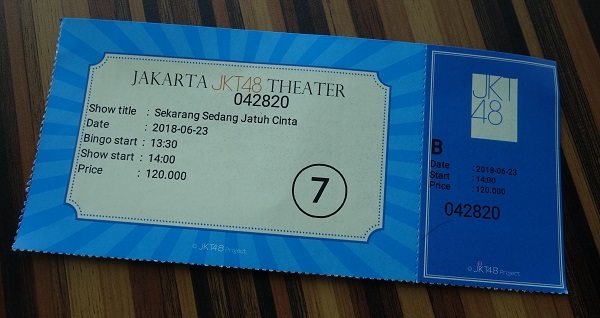 JAKARTA JKT48 THEATER
042820
Show title : Sekarang Sedang Jatuh Cinta
Date : 2018-06-23
Bingo start : 13:30
Show start : 14:00
Price : 120.000
7
© JKT48 Project
JKT
48
B
Date : 2018-06-23
Start : 14:00
Price : 120.000
042820
© JKT48 Project